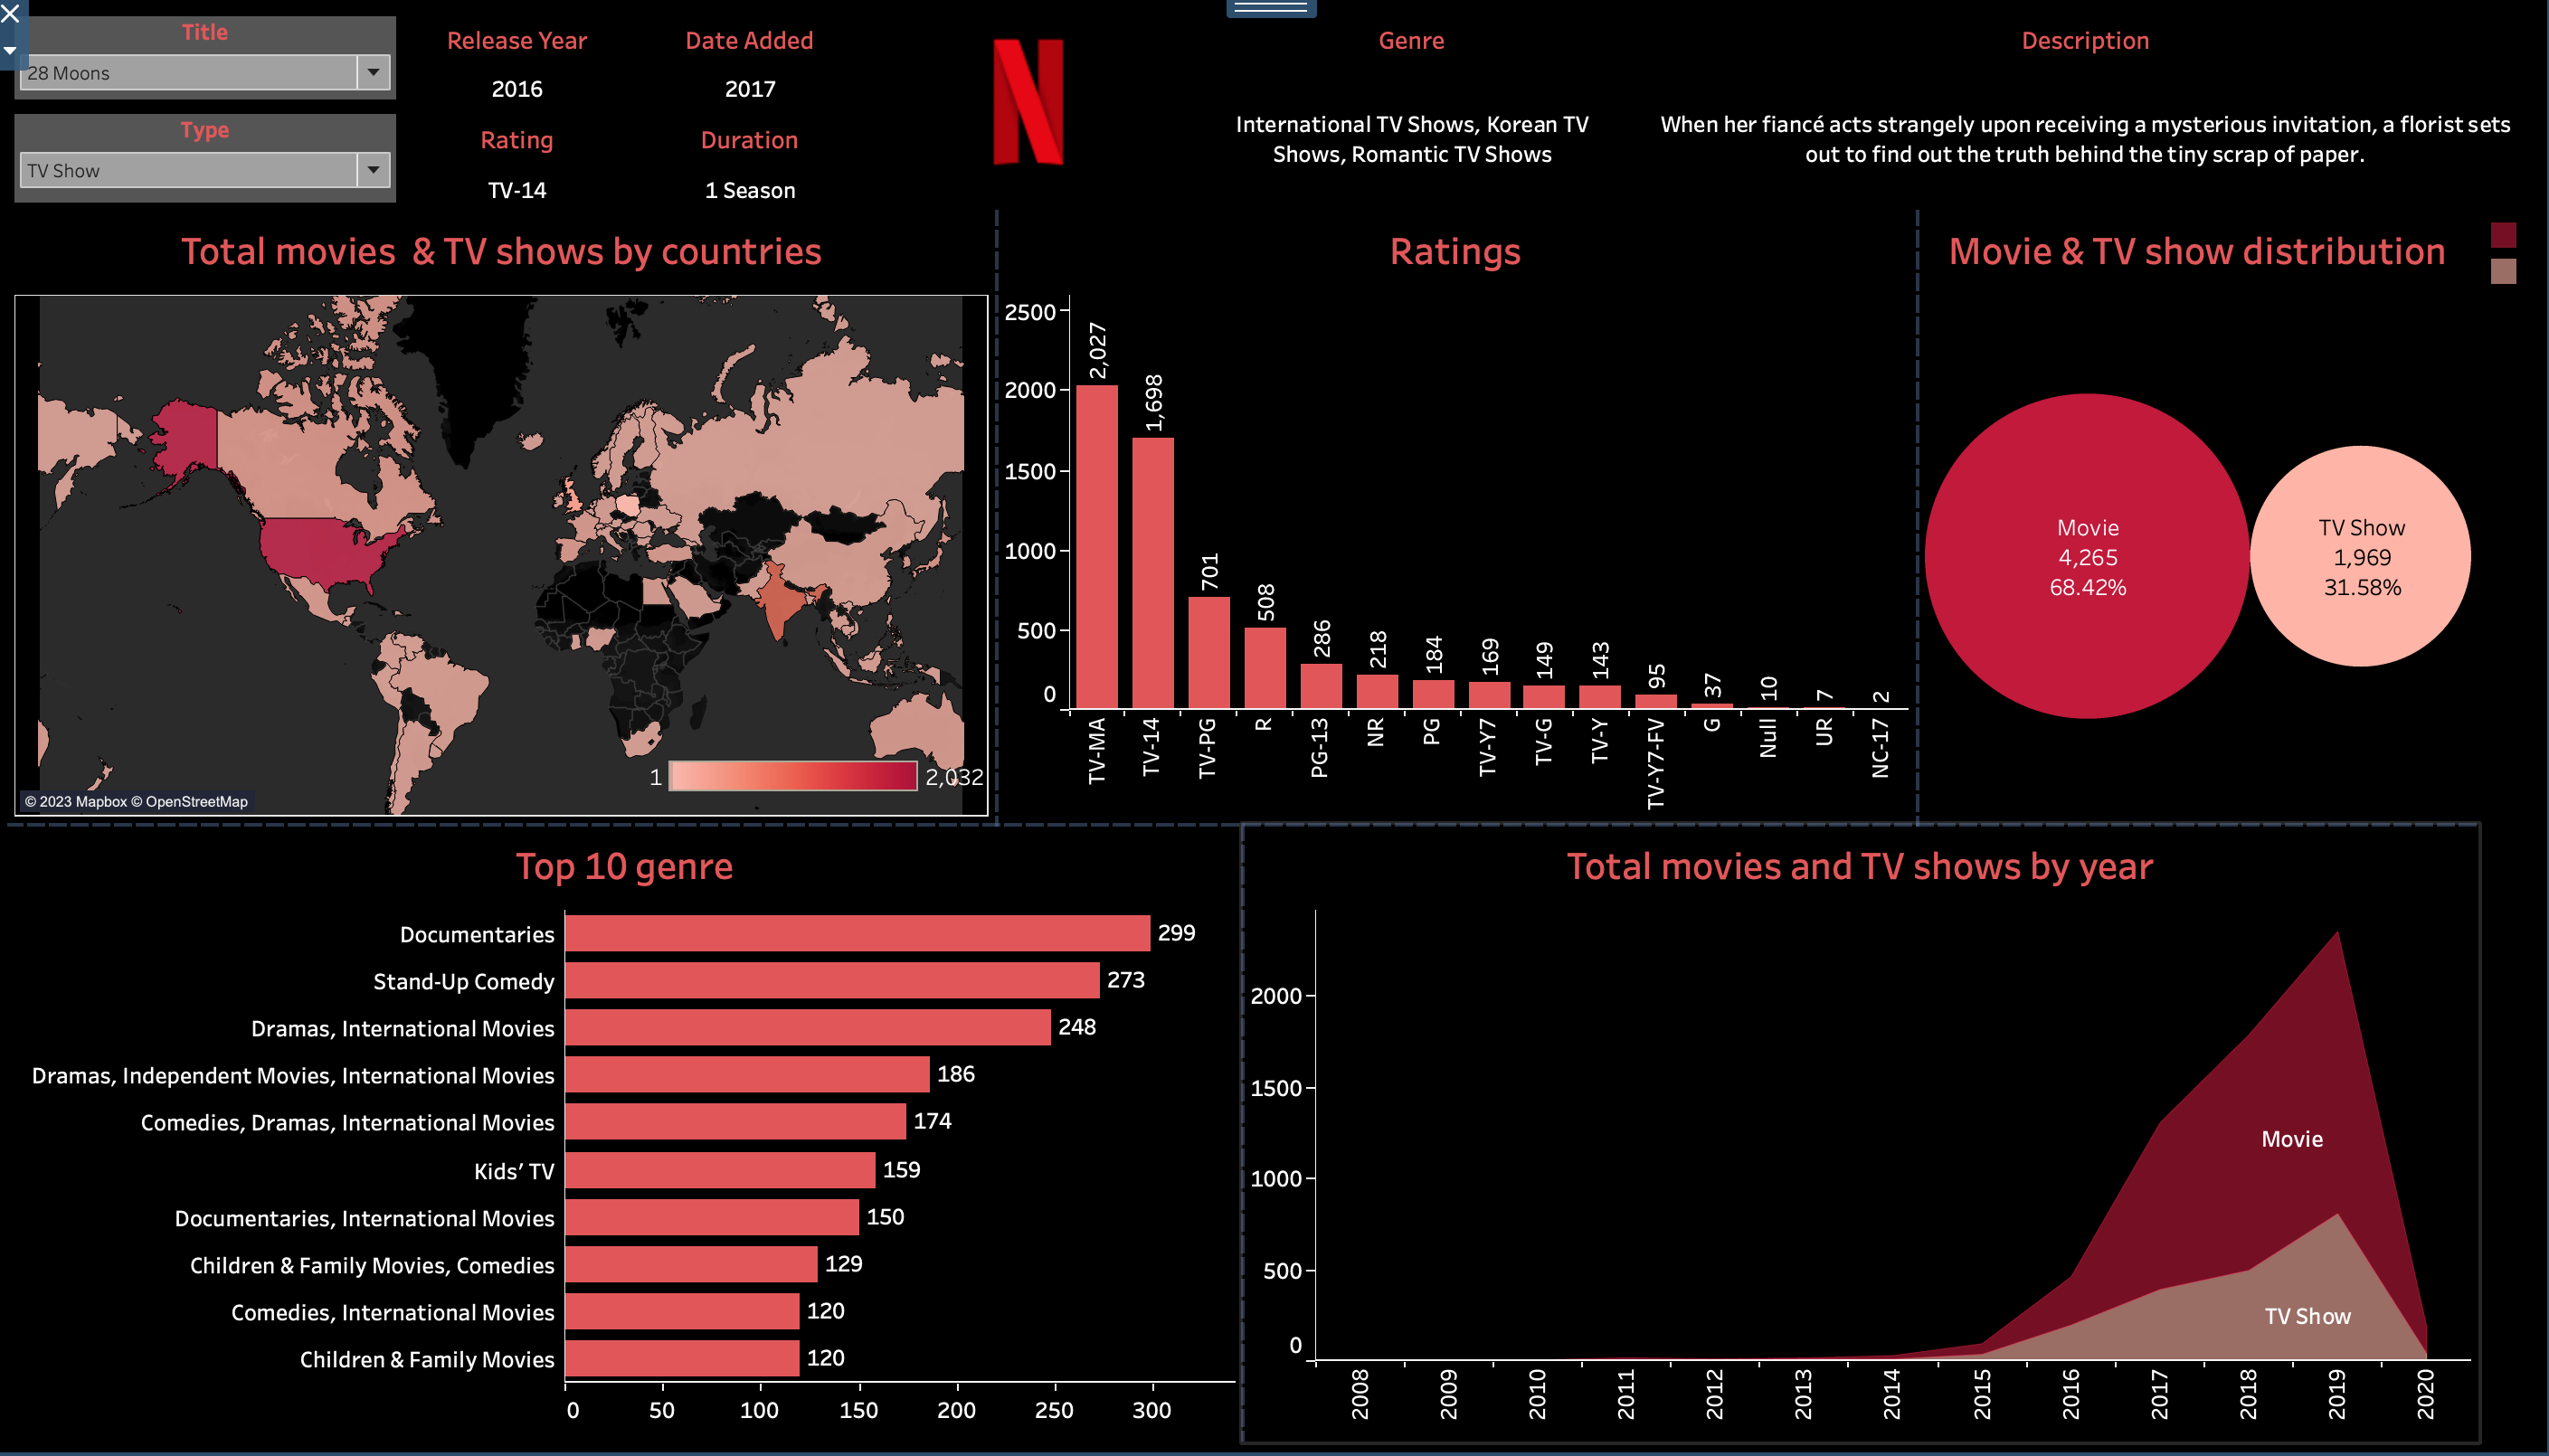 Title
28 Moons
Type
TV Show
Release Year
2016
Rating
TV-14
Date Added
2017
Duration
1 Season
N
Genre
International TV Shows, Korean TV
Shows, Romantic TV Shows
Description
When her fiancé acts strangely upon receiving a mysterious invitation, a florist sets
out to find out the truth behind the tiny scrap of paper.
Total movies & TV shows by countries
1
2,032
© 2023 Mapbox © OpenStreetMap
Ratings
2500
2000
1500
1000
500
0
2,027
1,698
701
508
286
218
184
169
149
143
95
37
10
7
2
TV-MA
TV-14
TV-PG
R
PG-13
NR
PG
TV-Y7
TV-G
TV-Y
TV-Y7-FV
G
Null
UR
NC-17
Movie & TV show distribution
Movie
4,265
68.42%
TV Show
1,969
31.58%
Top 10 genre
Documentaries 299
Stand-Up Comedy 273
Dramas, International Movies 248
Dramas, Independent Movies, International Movies 186
Comedies, Dramas, International Movies 174
Kids’ TV 159
Documentaries, International Movies 150
Children & Family Movies, Comedies 129
Comedies, International Movies 120
Children & Family Movies 120
0 50 100 150 200 250 300
Total movies and TV shows by year
2000
1500
1000
500
0
Movie
TV Show
2008
2009
2010
2011
2012
2013
2014
2015
2016
2017
2018
2019
2020